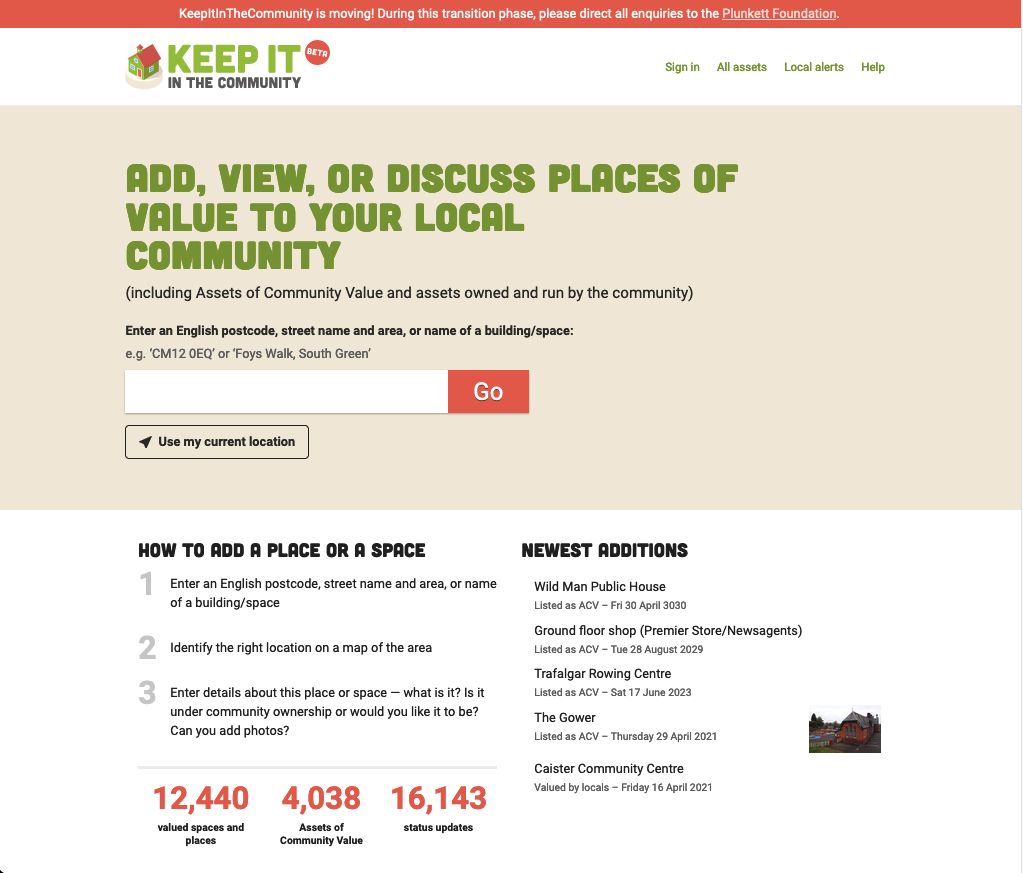 KeepItInTheCommunity is moving! During this transition phase, please direct all enquiries to the Plunkett Foundation.
KEEP IT BETA
IN THE COMMUNITY
Sign in All assets Local alerts Help
ADD, VIEW, OR DISCUSS PLACES OF
VALUE TO YOUR LOCAL
COMMUNITY
(including Assets of Community Value and assets owned and run by the community)
Enter an English postcode, street name and area, or name of a building/space:
e.g. ‘CM12 0EQ’ or ‘Foys Walk, South Green’
Go
Use my current location
HOW TO ADD A PLACE OR A SPACE
1 Enter an English postcode, street name and area, or name
of a building/space
2 Identify the right location on a map of the area
3 Enter details about this place or space — what is it? Is it
under community ownership or would you like it to be?
Can you add photos?
12,440 4,038 16,143
valued spaces and Assets of status updates
places Community Value
NEWEST ADDITIONS
Wild Man Public House
Listed as ACV – Fri 30 April 3030
Ground floor shop (Premier Store/Newsagents)
Listed as ACV – Tue 28 August 2029
Trafalgar Rowing Centre
Listed as ACV – Sat 17 June 2023
The Gower
Listed as ACV – Thursday 29 April 2021
Caister Community Centre
Valued by locals – Friday 16 April 2021